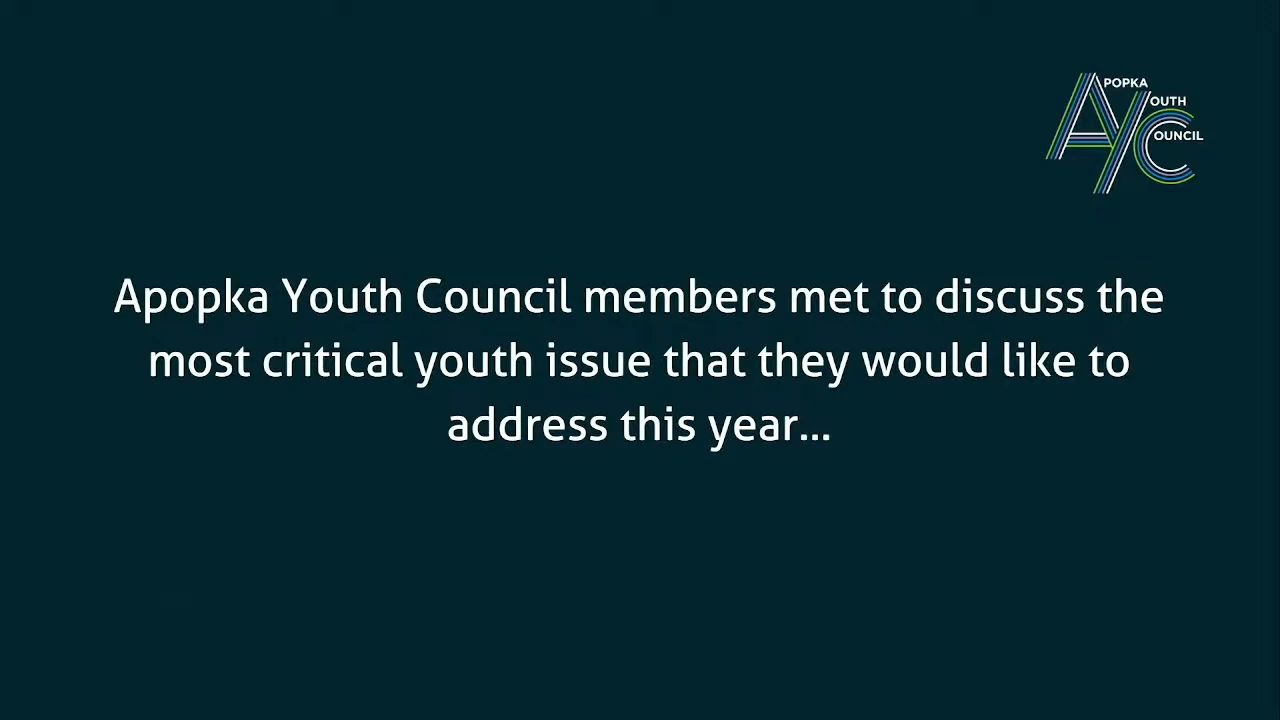 APOPKA
YOUTH
COUNCIL
Apopka Youth Council members met to discuss the
most critical youth issue that they would like to
address this year...